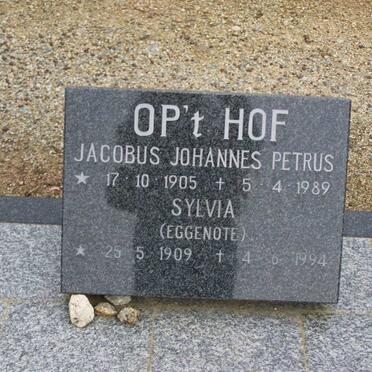 OP't HOF
JACOBUS JOHANNES PETRUS
★ 17·10·1905 + 5·4·1989
SYLVIA
(EGGENOTE)
★ 25·5·1909 + 4·6·1994